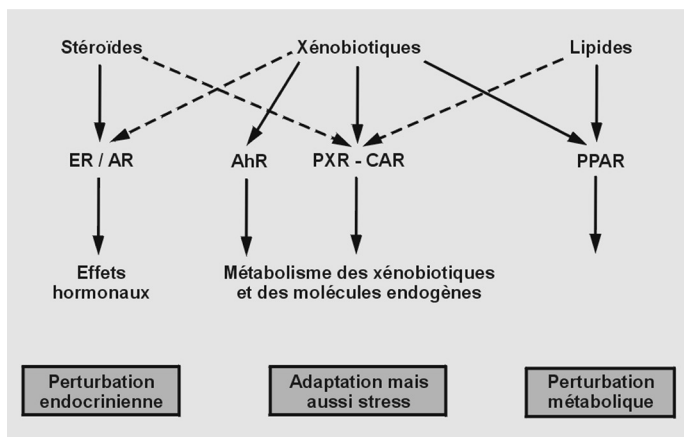 Stéroïdes
Xénobiotiques
Lipides
ER / AR
AhR
PXR - CAR
PPAR
Effets
hormonaux
Métabolisme des xénobiotiques
et des molécules endogènes
Perturbation
endocrinienne
Adaptation mais
aussi stress
Perturbation
métabolique